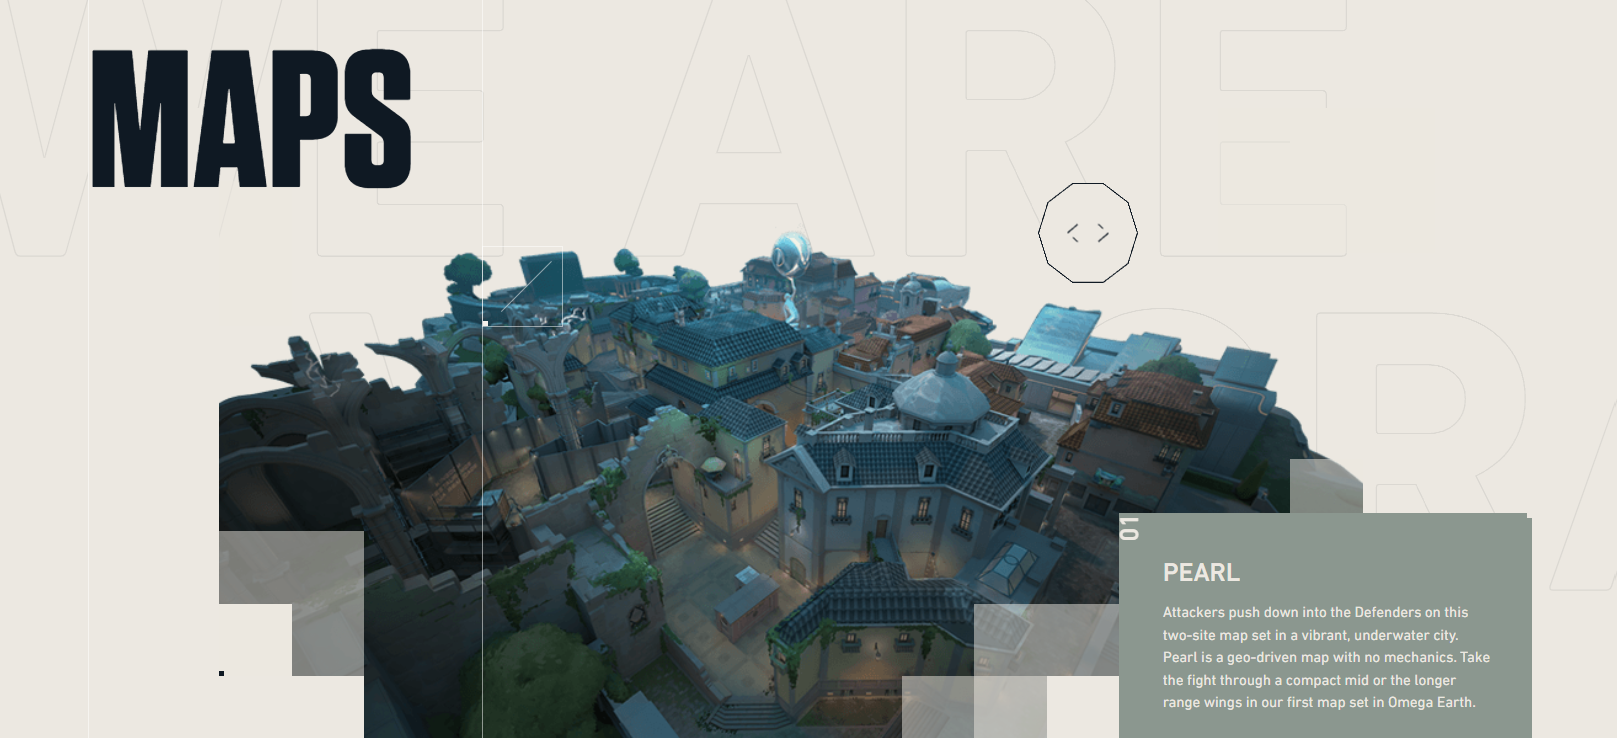 WE ARE
MAPS
01
PEARL
Attackers push down into the Defenders on this
two-site map set in a vibrant, underwater city.
Pearl is a geo-driven map with no mechanics. Take
the fight through a compact mid or the longer
range wings in our first map set in Omega Earth.